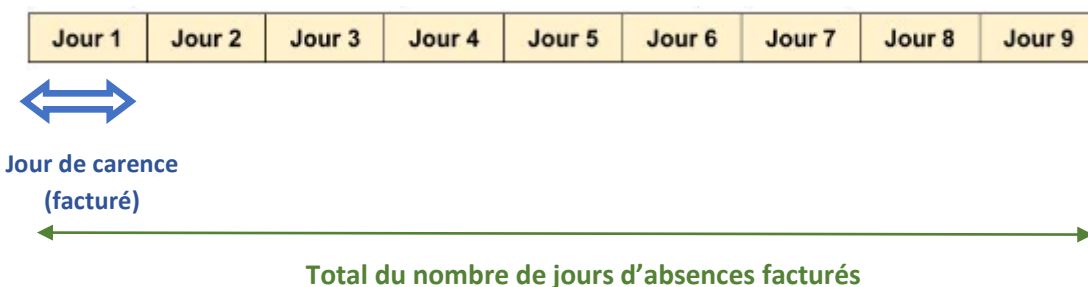 Jour 1 Jour 2 Jour 3 Jour 4 Jour 5 Jour 6 Jour 7 Jour 8 Jour 9
Jour de carence
(facturé)
Total du nombre de jours d’absences facturés